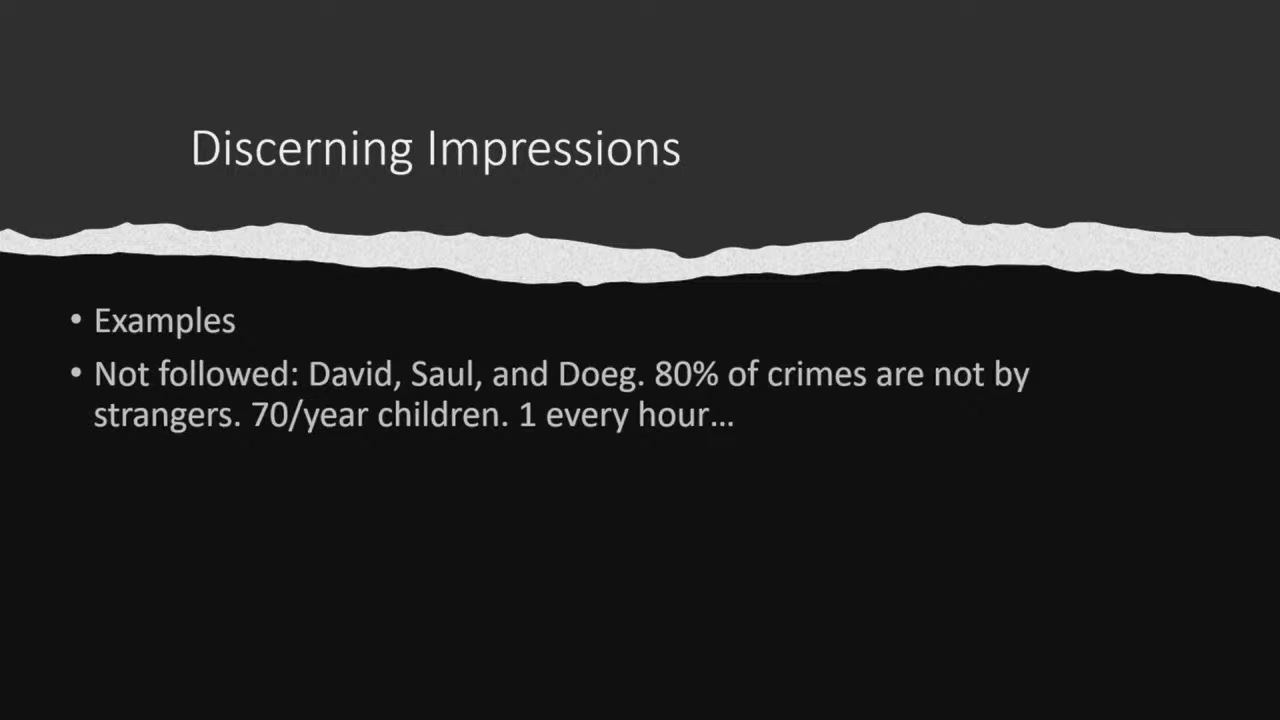 Discerning Impressions
• Examples
• Not followed: David, Saul, and Doeg. 80% of crimes are not by
strangers. 70/year children. 1 every hour…